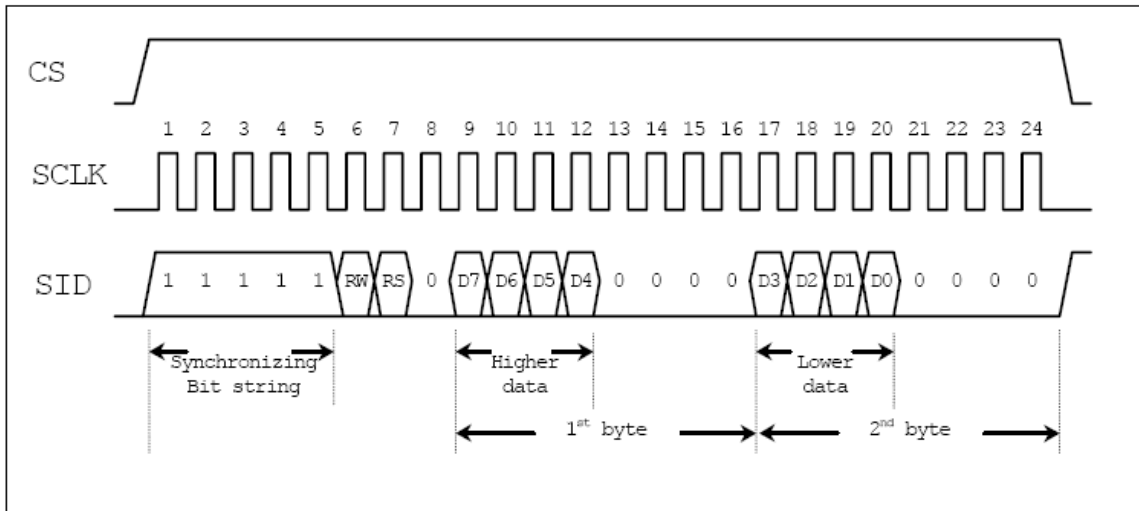 CS
1 2 3 4 5 6 7 8 9 10 11 12 13 14 15 16 17 18 19 20 21 22 23 24
SCLK
SID 1 1 1 1 1 RW RS 0 D7 D6 D5 D4 0 0 0 0 D3 D2 D1 D0 0 0 0 0
Synchronizing Higher Lower
Bit string data data
1st byte 2nd byte